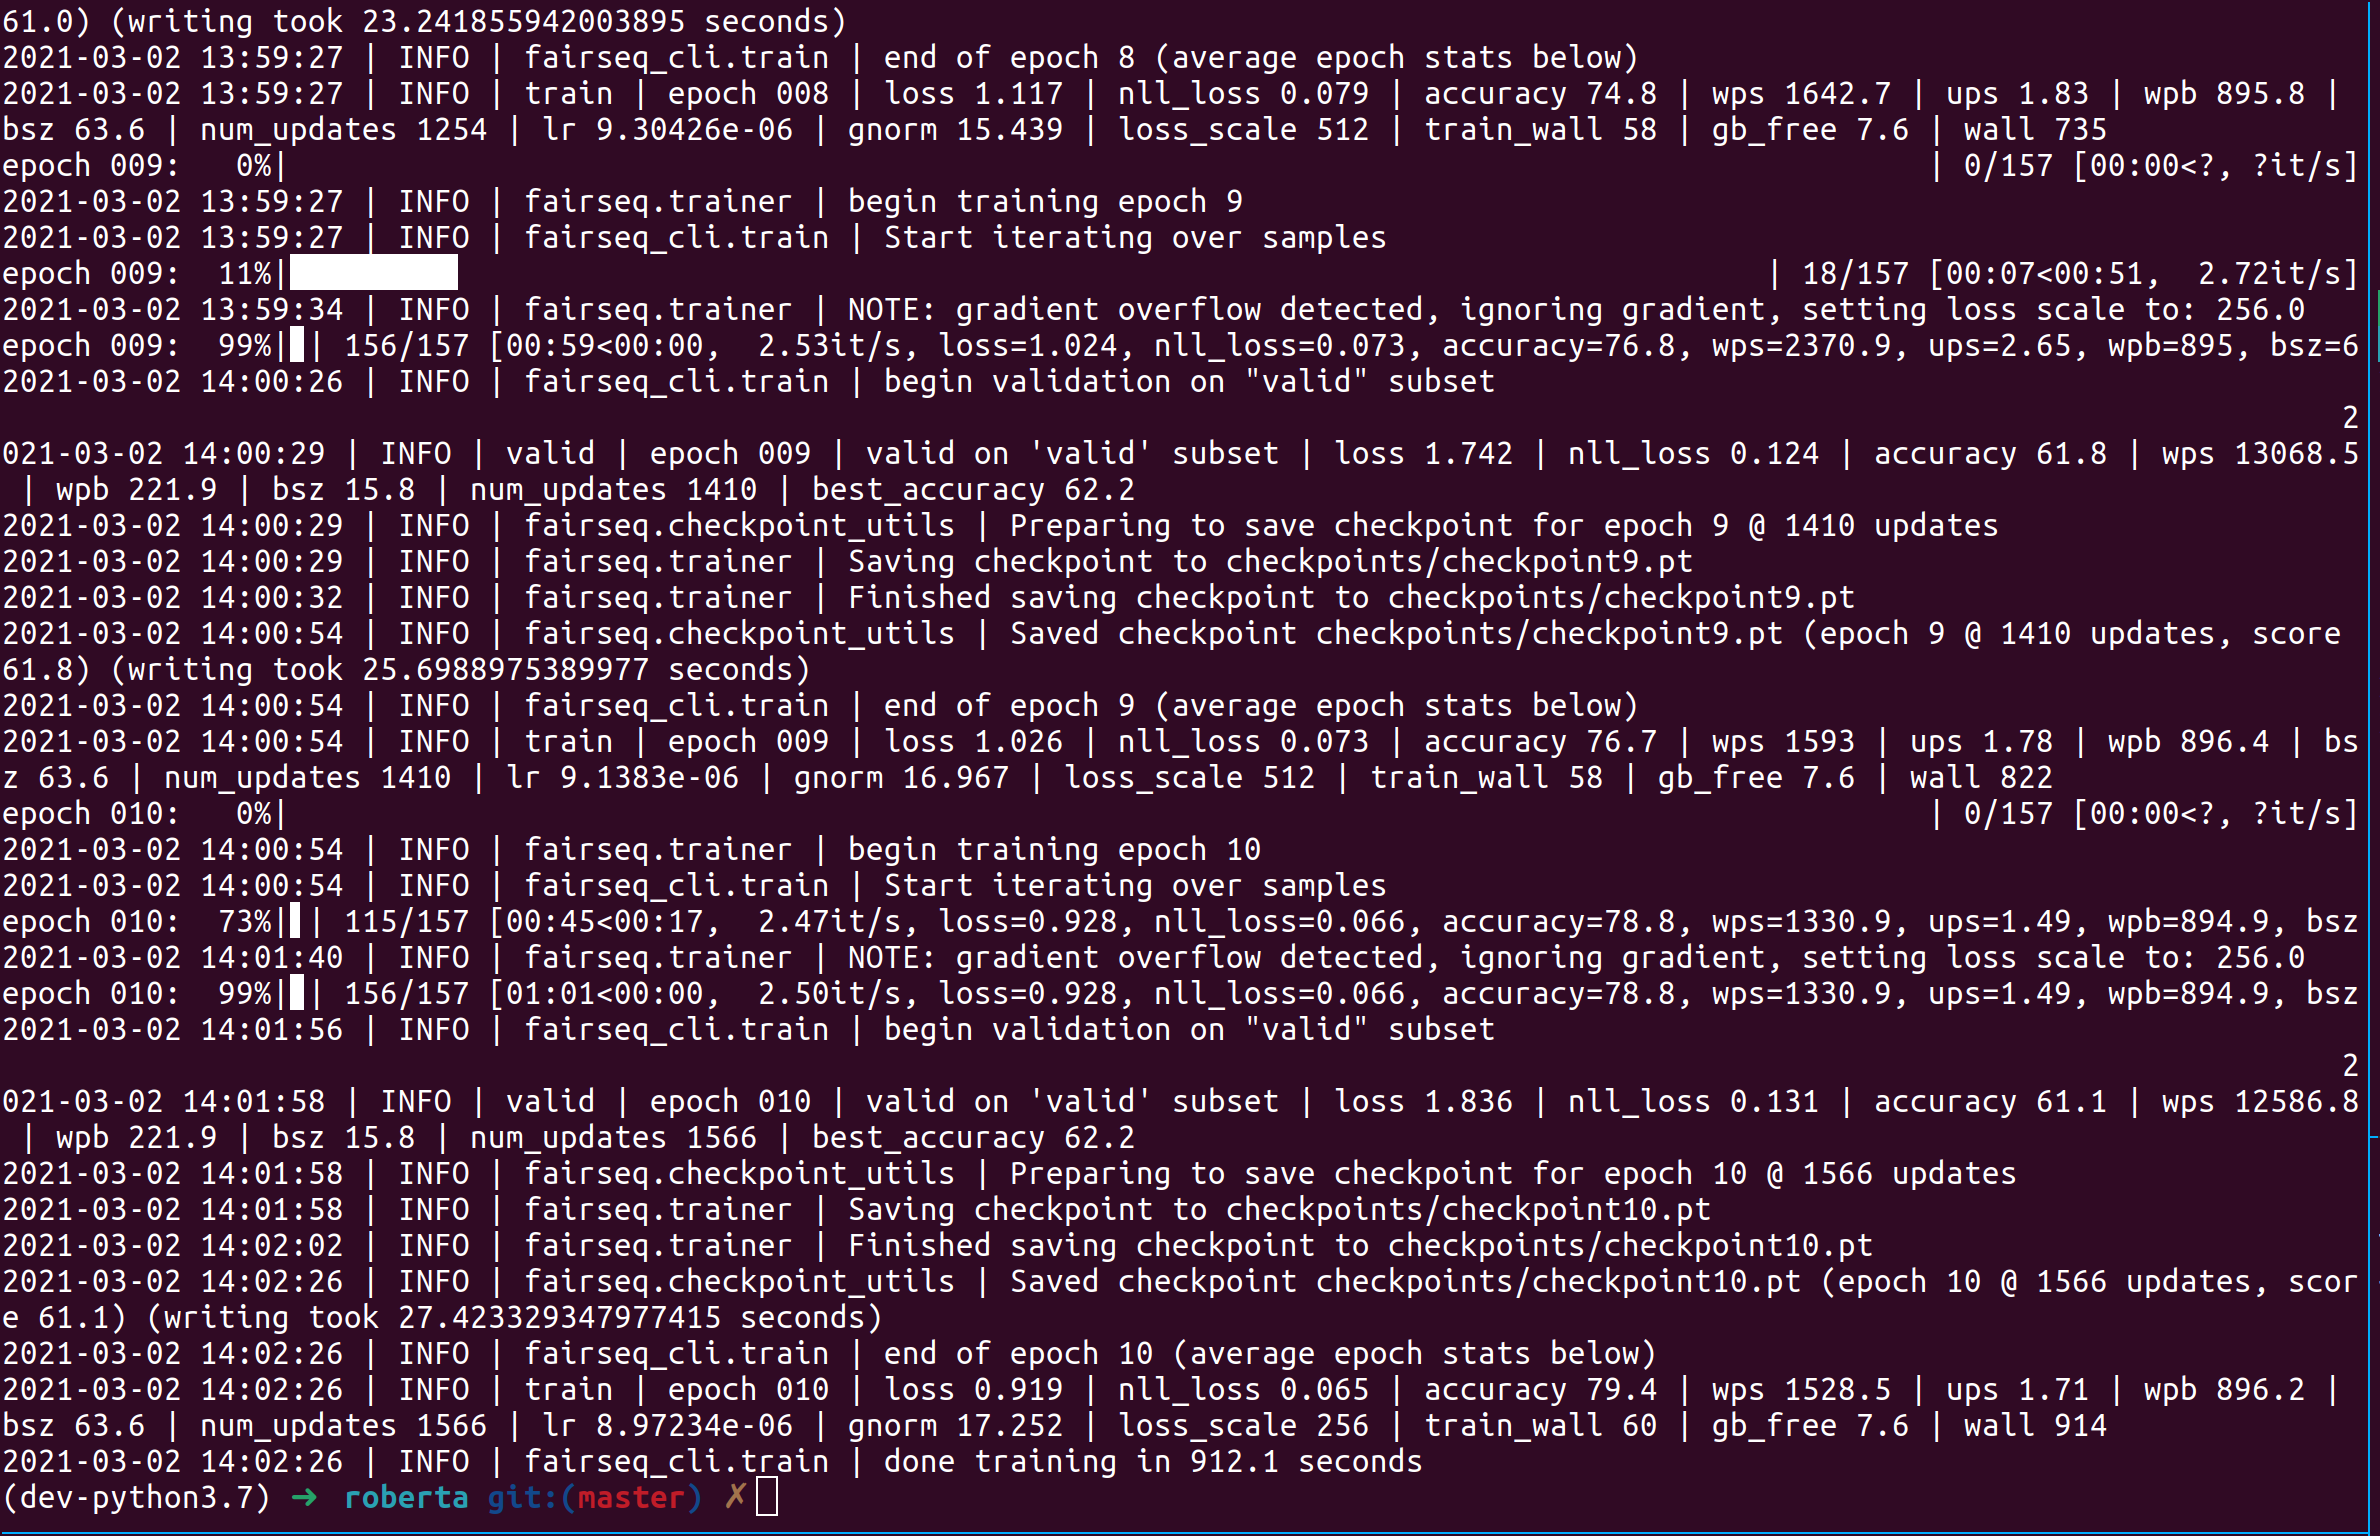 61.0) (writing took 23.241855942003895 seconds)
2021-03-02 13:59:27 | INFO | fairseq_cli.train | end of epoch 8 (average epoch stats below)
2021-03-02 13:59:27 | INFO | train | epoch 008 | loss 1.117 | nll_loss 0.079 | accuracy 74.8 | wps 1642.7 | ups 1.83 | wpb 895.8 |
bsz 63.6 | num_updates 1254 | lr 9.30426e-06 | gnorm 15.439 | loss_scale 512 | train_wall 58 | gb_free 7.6 | wall 735
epoch 009:   0%|                                                                                           | 0/157 [00:00<?, ?it/s]
2021-03-02 13:59:27 | INFO | fairseq.trainer | begin training epoch 9
2021-03-02 13:59:27 | INFO | fairseq_cli.train | Start iterating over samples
epoch 009:  11%|█████████                                                                         | 18/157 [00:07<00:51,  2.72it/s]
2021-03-02 13:59:34 | INFO | fairseq.trainer | NOTE: gradient overflow detected, ignoring gradient, setting loss scale to: 256.0
epoch 009:  99%|█| 156/157 [00:59<00:00,  2.53it/s, loss=1.024, nll_loss=0.073, accuracy=76.8, wps=2370.9, ups=2.65, wpb=895, bsz=6
2021-03-02 14:00:26 | INFO | fairseq_cli.train | begin validation on "valid" subset
2
021-03-02 14:00:29 | INFO | valid | epoch 009 | valid on 'valid' subset | loss 1.742 | nll_loss 0.124 | accuracy 61.8 | wps 13068.5
| wpb 221.9 | bsz 15.8 | num_updates 1410 | best_accuracy 62.2
2021-03-02 14:00:29 | INFO | fairseq.checkpoint_utils | Preparing to save checkpoint for epoch 9 @ 1410 updates
2021-03-02 14:00:29 | INFO | fairseq.trainer | Saving checkpoint to checkpoints/checkpoint9.pt
2021-03-02 14:00:32 | INFO | fairseq.trainer | Finished saving checkpoint to checkpoints/checkpoint9.pt
2021-03-02 14:00:54 | INFO | fairseq.checkpoint_utils | Saved checkpoint checkpoints/checkpoint9.pt (epoch 9 @ 1410 updates, score
61.8) (writing took 25.6988975389977 seconds)
2021-03-02 14:00:54 | INFO | fairseq_cli.train | end of epoch 9 (average epoch stats below)
2021-03-02 14:00:54 | INFO | train | epoch 009 | loss 1.026 | nll_loss 0.073 | accuracy 76.7 | wps 1593 | ups 1.78 | wpb 896.4 | bs
z 63.6 | num_updates 1410 | lr 9.1383e-06 | gnorm 16.967 | loss_scale 512 | train_wall 58 | gb_free 7.6 | wall 822
epoch 010:   0%|                                                                                           | 0/157 [00:00<?, ?it/s]
2021-03-02 14:00:54 | INFO | fairseq.trainer | begin training epoch 10
2021-03-02 14:00:54 | INFO | fairseq_cli.train | Start iterating over samples
epoch 010:  73%|▋| 115/157 [00:45<00:17,  2.47it/s, loss=0.928, nll_loss=0.066, accuracy=78.8, wps=1330.9, ups=1.49, wpb=894.9, bsz
2021-03-02 14:01:40 | INFO | fairseq.trainer | NOTE: gradient overflow detected, ignoring gradient, setting loss scale to: 256.0
epoch 010:  99%|█| 156/157 [01:01<00:00,  2.50it/s, loss=0.928, nll_loss=0.066, accuracy=78.8, wps=1330.9, ups=1.49, wpb=894.9, bsz
2021-03-02 14:01:56 | INFO | fairseq_cli.train | begin validation on "valid" subset
2
021-03-02 14:01:58 | INFO | valid | epoch 010 | valid on 'valid' subset | loss 1.836 | nll_loss 0.131 | accuracy 61.1 | wps 12586.8
| wpb 221.9 | bsz 15.8 | num_updates 1566 | best_accuracy 62.2
2021-03-02 14:01:58 | INFO | fairseq.checkpoint_utils | Preparing to save checkpoint for epoch 10 @ 1566 updates
2021-03-02 14:01:58 | INFO | fairseq.trainer | Saving checkpoint to checkpoints/checkpoint10.pt
2021-03-02 14:02:02 | INFO | fairseq.trainer | Finished saving checkpoint to checkpoints/checkpoint10.pt
2021-03-02 14:02:26 | INFO | fairseq.checkpoint_utils | Saved checkpoint checkpoints/checkpoint10.pt (epoch 10 @ 1566 updates, scor
e 61.1) (writing took 27.423329347977415 seconds)
2021-03-02 14:02:26 | INFO | fairseq_cli.train | end of epoch 10 (average epoch stats below)
2021-03-02 14:02:26 | INFO | train | epoch 010 | loss 0.919 | nll_loss 0.065 | accuracy 79.4 | wps 1528.5 | ups 1.71 | wpb 896.2 |
bsz 63.6 | num_updates 1566 | lr 8.97234e-06 | gnorm 17.252 | loss_scale 256 | train_wall 60 | gb_free 7.6 | wall 914
2021-03-02 14:02:26 | INFO | fairseq_cli.train | done training in 912.1 seconds
(dev-python3.7) ➜ roberta git:(master) ✗